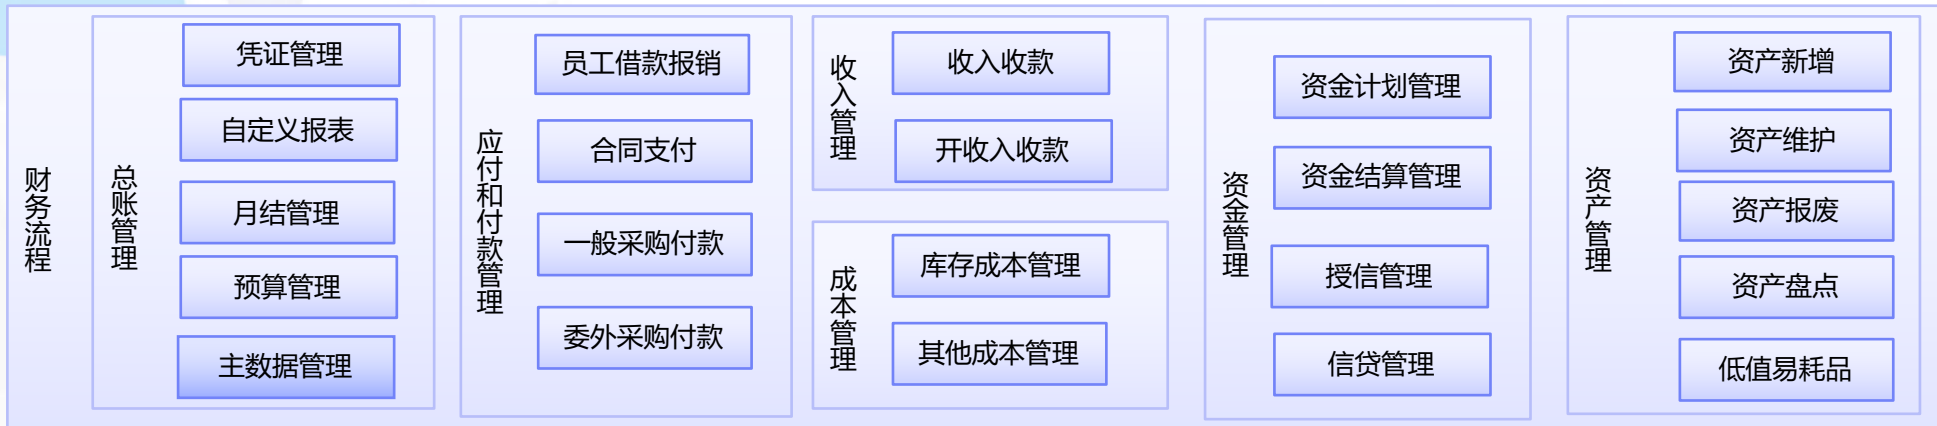 财务流程
总账管理
凭证管理
自定义报表
月结管理
预算管理
主数据管理
应付和付款管理
员工借款报销
合同支付
一般采购付款
委外采购付款
收入管理
收入收款
开收入收款
成本管理
库存成本管理
其他成本管理
资金管理
资金计划管理
资金结算管理
授信管理
信贷管理
资产管理
资产新增
资产维护
资产报废
资产盘点
低值易耗品